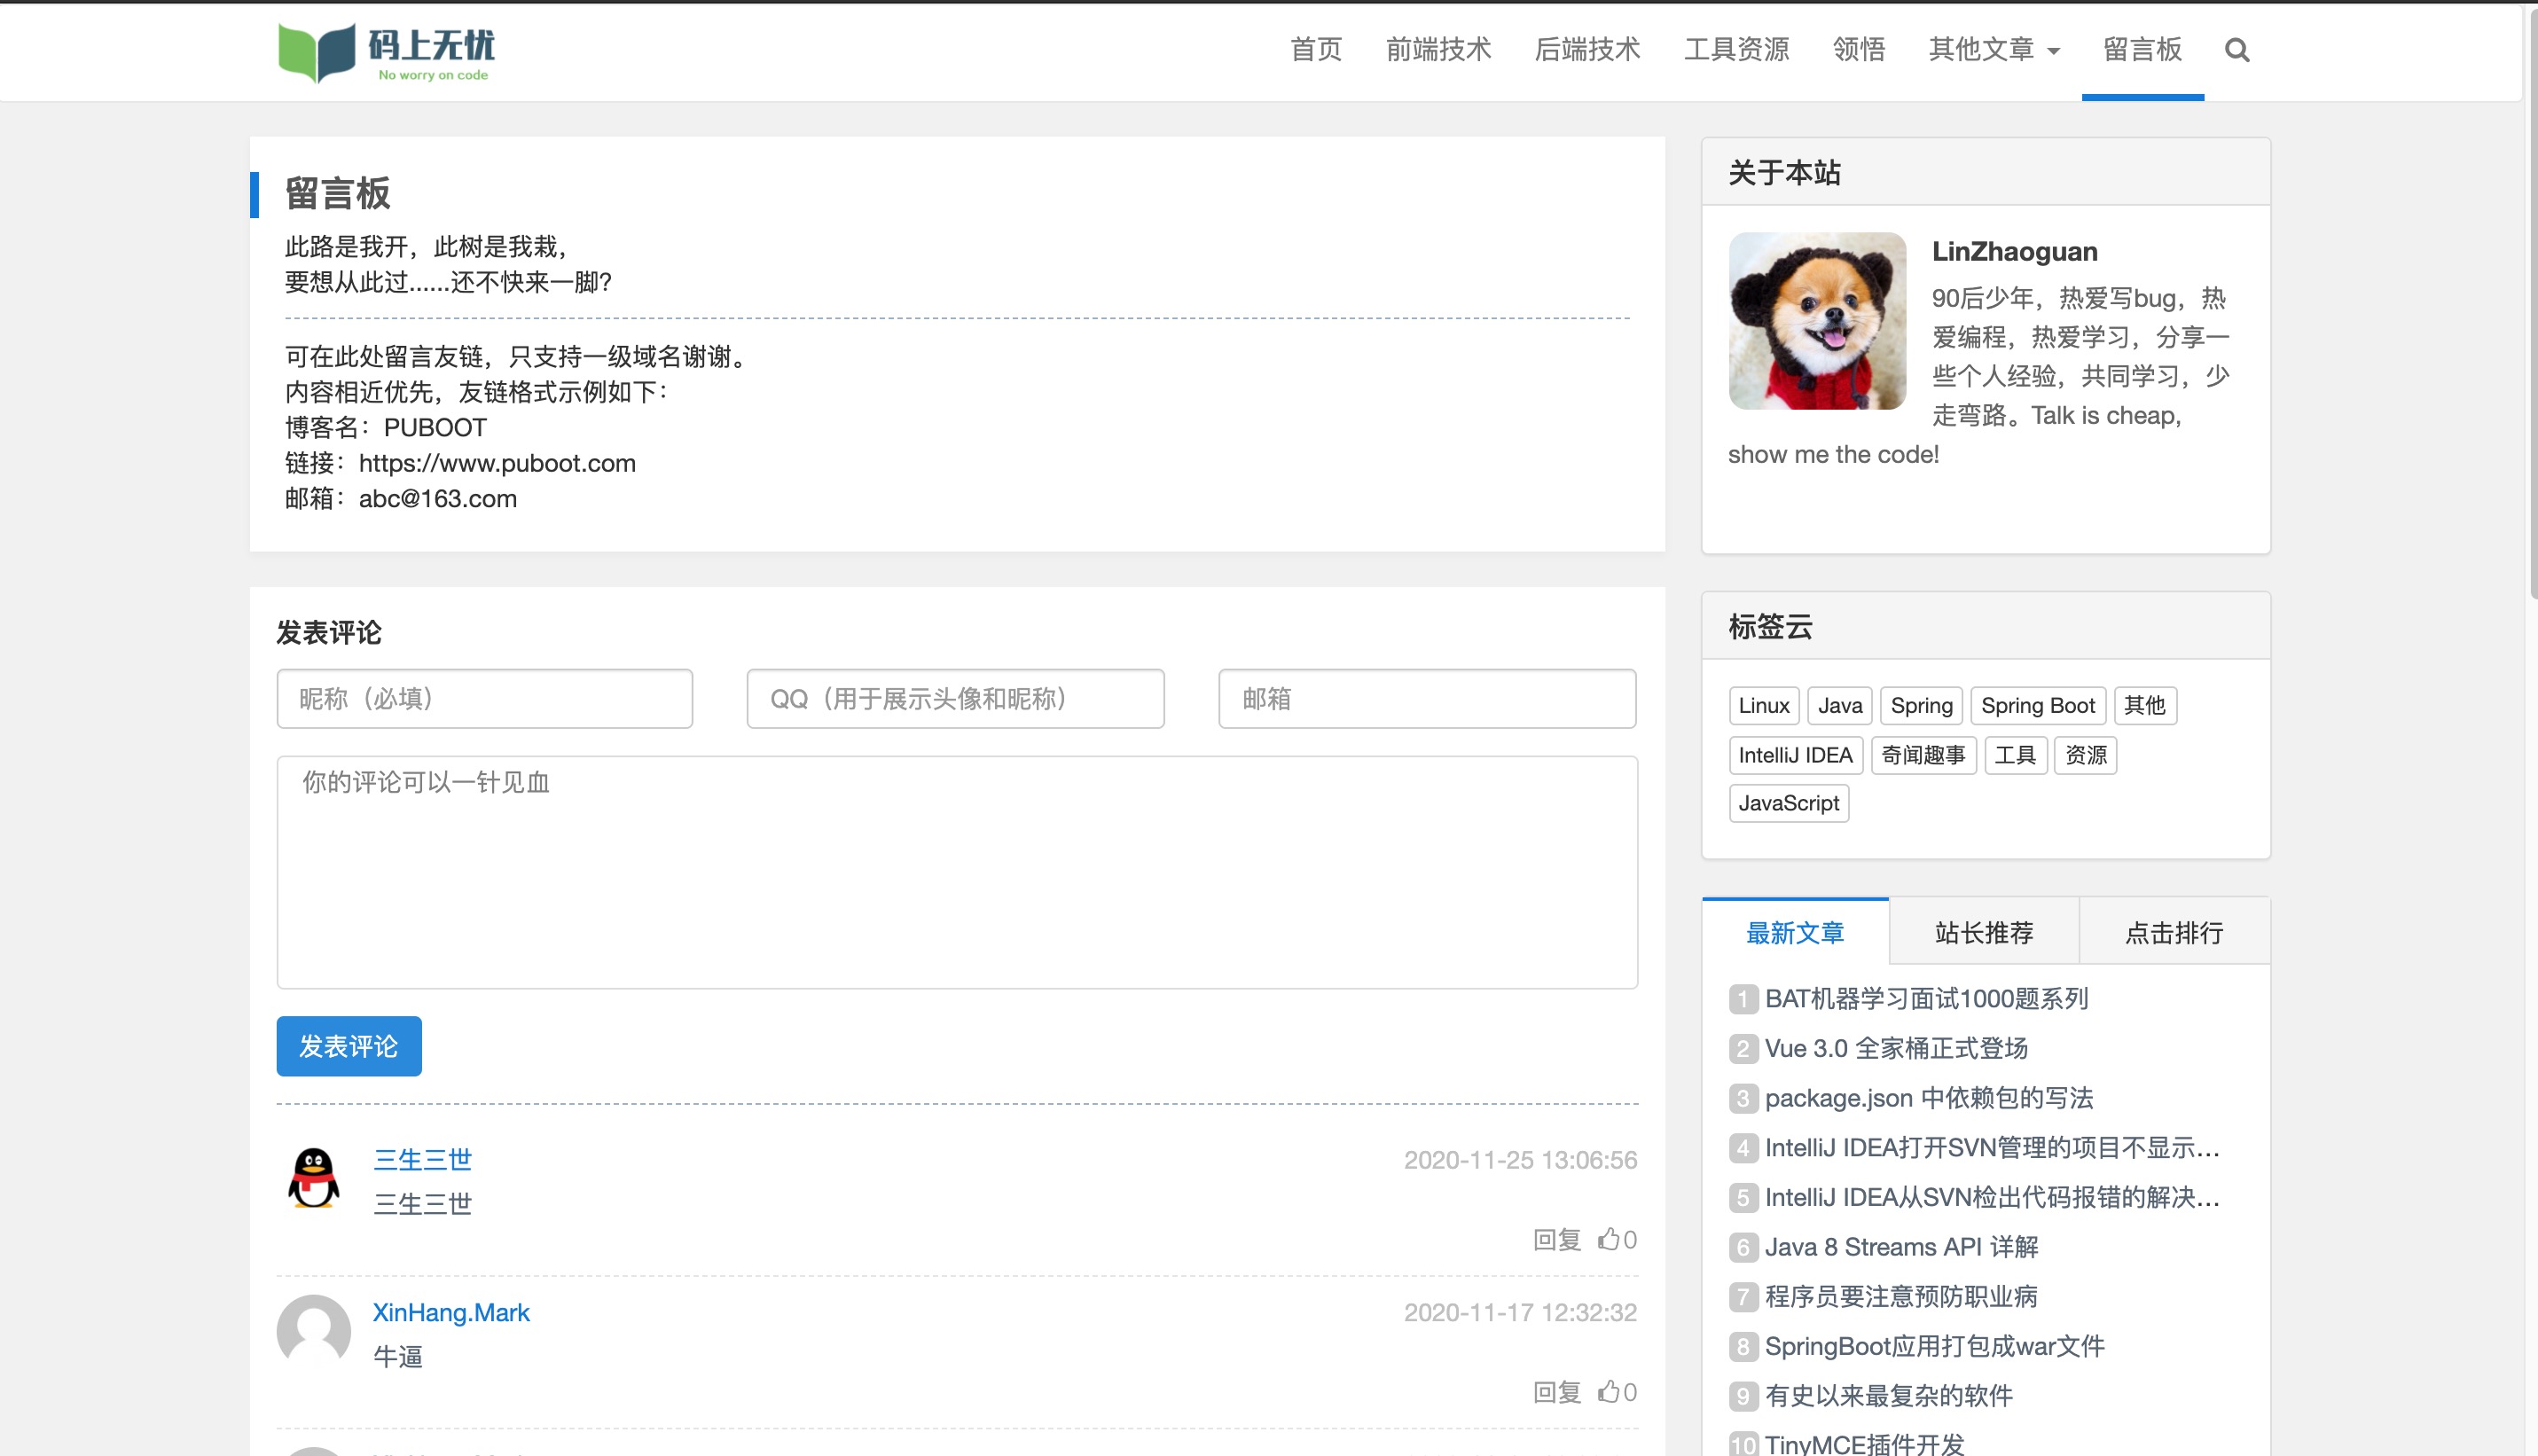 码上无忧
No worry on code
首页 前端技术 后端技术 工具资源 领悟 其他文章 留言板
留言板
此路是我开，此树是我栽，
要想从此过......还不快来一脚?
可在此处留言友链，只支持一级域名谢谢。
内容相近优先，友链格式示例如下：
博客名：PUBOOT
链接：https://www.puboot.com
邮箱：abc@163.com
发表评论
昵称（必填） QQ（用于展示头像和昵称） 邮箱
你的评论可以一针见血
发表评论
三生三世 2020-11-25 13:06:56
三生三世
回复 0
XinHang.Mark 2020-11-17 12:32:32
牛逼
回复 0
关于本站
LinZhaoguan
90后少年，热爱写bug，热
爱编程，热爱学习，分享一
些个人经验，共同学习，少
走弯路。Talk is cheap,
show me the code!
标签云
Linux Java Spring Spring Boot 其他
IntelliJ IDEA 奇闻趣事 工具 资源
JavaScript
最新文章 站长推荐 点击排行
1 BAT机器学习面试1000题系列
2 Vue 3.0 全家桶正式登场
3 package.json 中依赖包的写法
4 IntelliJ IDEA打开SVN管理的项目不显示...
5 IntelliJ IDEA从SVN检出代码报错的解决...
6 Java 8 Streams API 详解
7 程序员要注意预防职业病
8 SpringBoot应用打包成war文件
9 有史以来最复杂的软件
10 TinyMCE插件开发